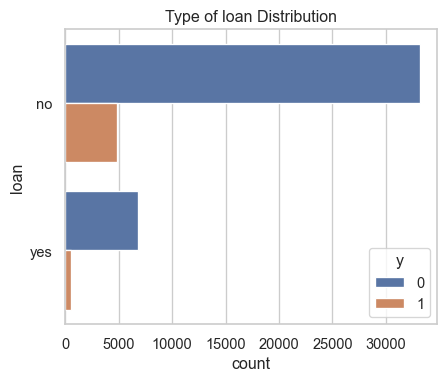 Type of loan Distribution
no
yes
loan
0
5000
10000
15000
20000
25000
30000
count
y
0
1